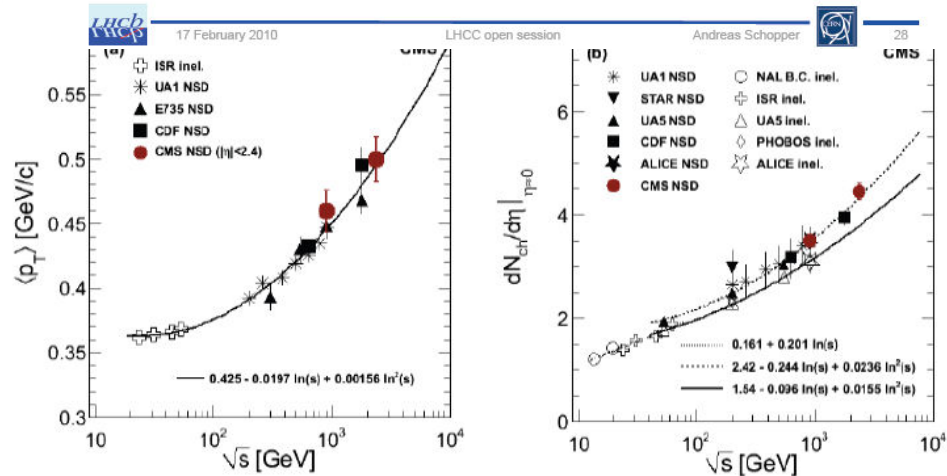 LHCb
LHCp
17 February 2010
LHCC open session
Andreas Schopper
CERN
28
(a)
CMS
ISR inel.
UA1 NSD
E735 NSD
CDF NSD
CMS NSD (|η|<2.4)
0.55
0.5
0.45
0.4
0.35
0.3
⟨p_T⟩ [GeV/c]
0.425 - 0.0197 ln(s) + 0.00156 ln²(s)
10
10²
10³
10⁴
√s [GeV]
(b)
CMS
UA1 NSD
STAR NSD
UA5 NSD
CDF NSD
ALICE NSD
CMS NSD
NAL B.C. inel.
ISR inel.
UA5 inel.
PHOBOS inel.
ALICE inel.
6
4
2
0
dN_ch/dη|η≈0
0.161 + 0.201 ln(s)
2.42 - 0.244 ln(s) + 0.0236 ln²(s)
1.54 - 0.096 ln(s) + 0.0155 ln²(s)
10
10²
10³
10⁴
√s [GeV]